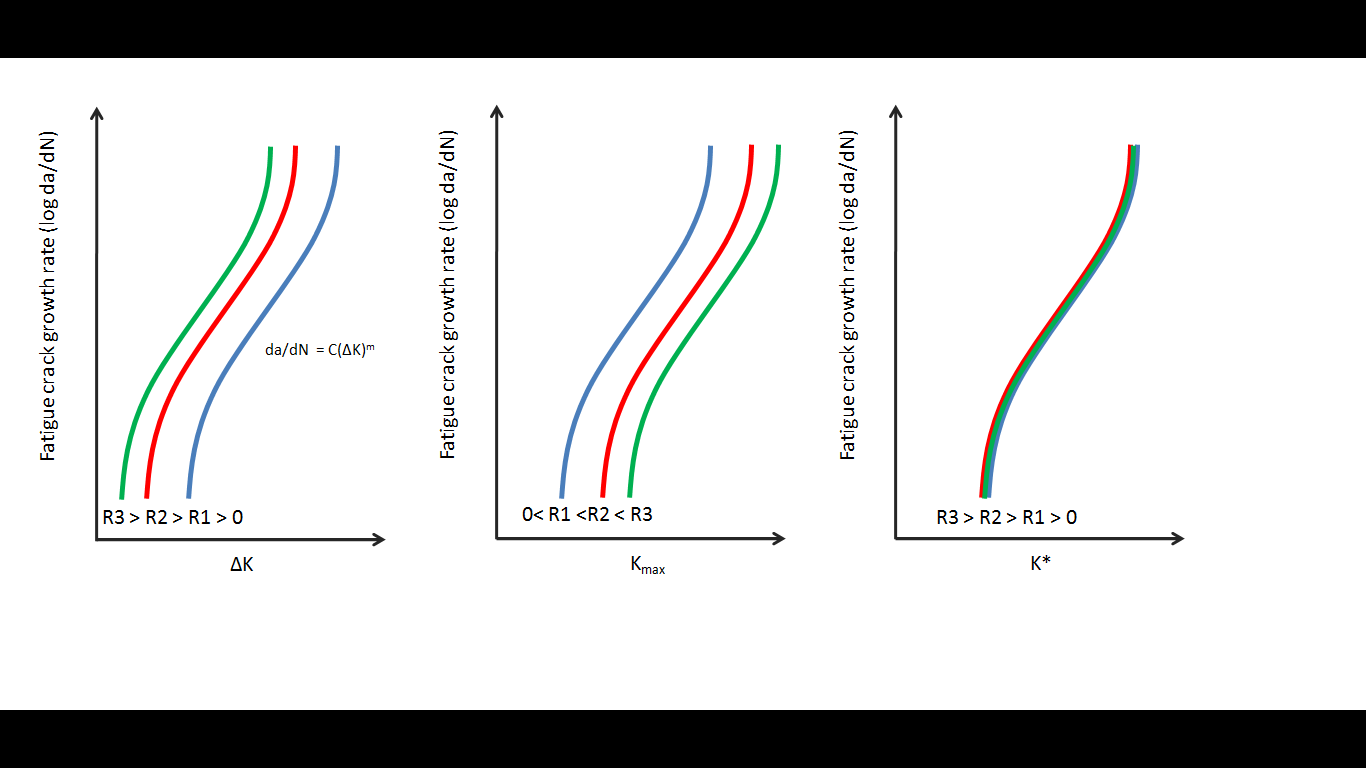 Fatigue crack growth rate (log da/dN)
da/dN = C(ΔK)ᵐ
R3 > R2 > R1 > 0
ΔK
Fatigue crack growth rate (log da/dN)
0< R1 <R2 < R3
Kₘₐₓ
Fatigue crack growth rate (log da/dN)
R3 > R2 > R1 > 0
K*